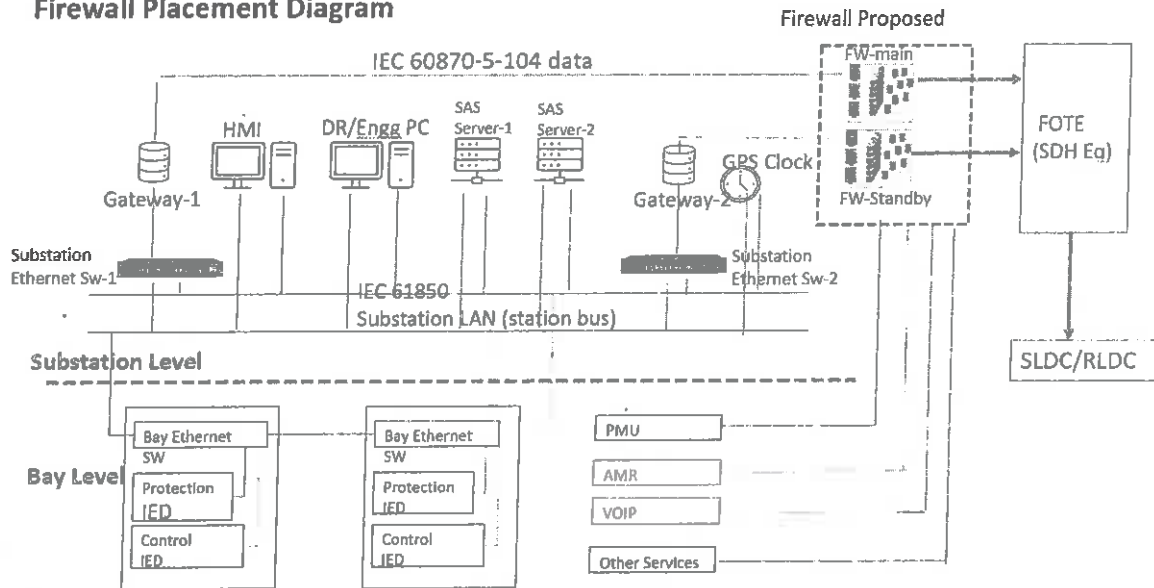 Firewall Placement Diagram
Firewall Proposed
IEC 60870-5-104 data
FW-main
HMI
DR/Engg PC
SAS
Server-1
SAS
Server-2
FOTE
(SDH Eq)
GPS Clock
Gateway-1
Gateway-2
FW-Standby
Substation
Ethernet Sw-1
Substation
Ethernet Sw-2
IEC 61850
Substation LAN (station bus)
Substation Level
SLDC/RLDC
Bay Level
Bay Ethernet
SW
Protection
IED
Control
IED
Bay Ethernet
SW
Protection
IED
Control
IED
PMU
AMR
VOIP
Other Services